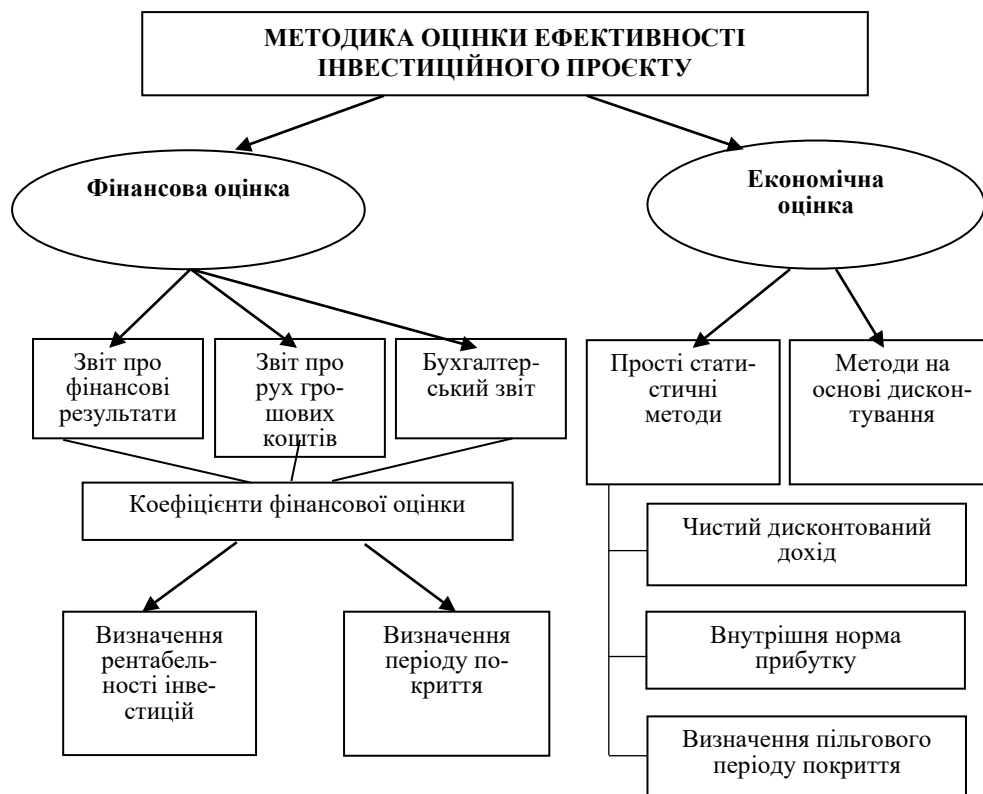 МЕТОДИКА ОЦІНКИ ЕФЕКТИВНОСТІ
ІНВЕСТИЦІЙНОГО ПРОЄКТУ
Фінансова оцінка
Економічна
оцінка
Звіт про
фінансові
результати
Звіт про
рух гро-
шових
коштів
Бухгалтер-
ський звіт
Прості стати-
стичні
методи
Методи на
основі дискон-
тування
Коефіцієнти фінансової оцінки
Чистий дисконтований
дохід
Визначення
рентабель-
ності інве-
стицій
Визначення
періоду по-
криття
Внутрішня норма
прибутку
Визначення пільгового
періоду покриття